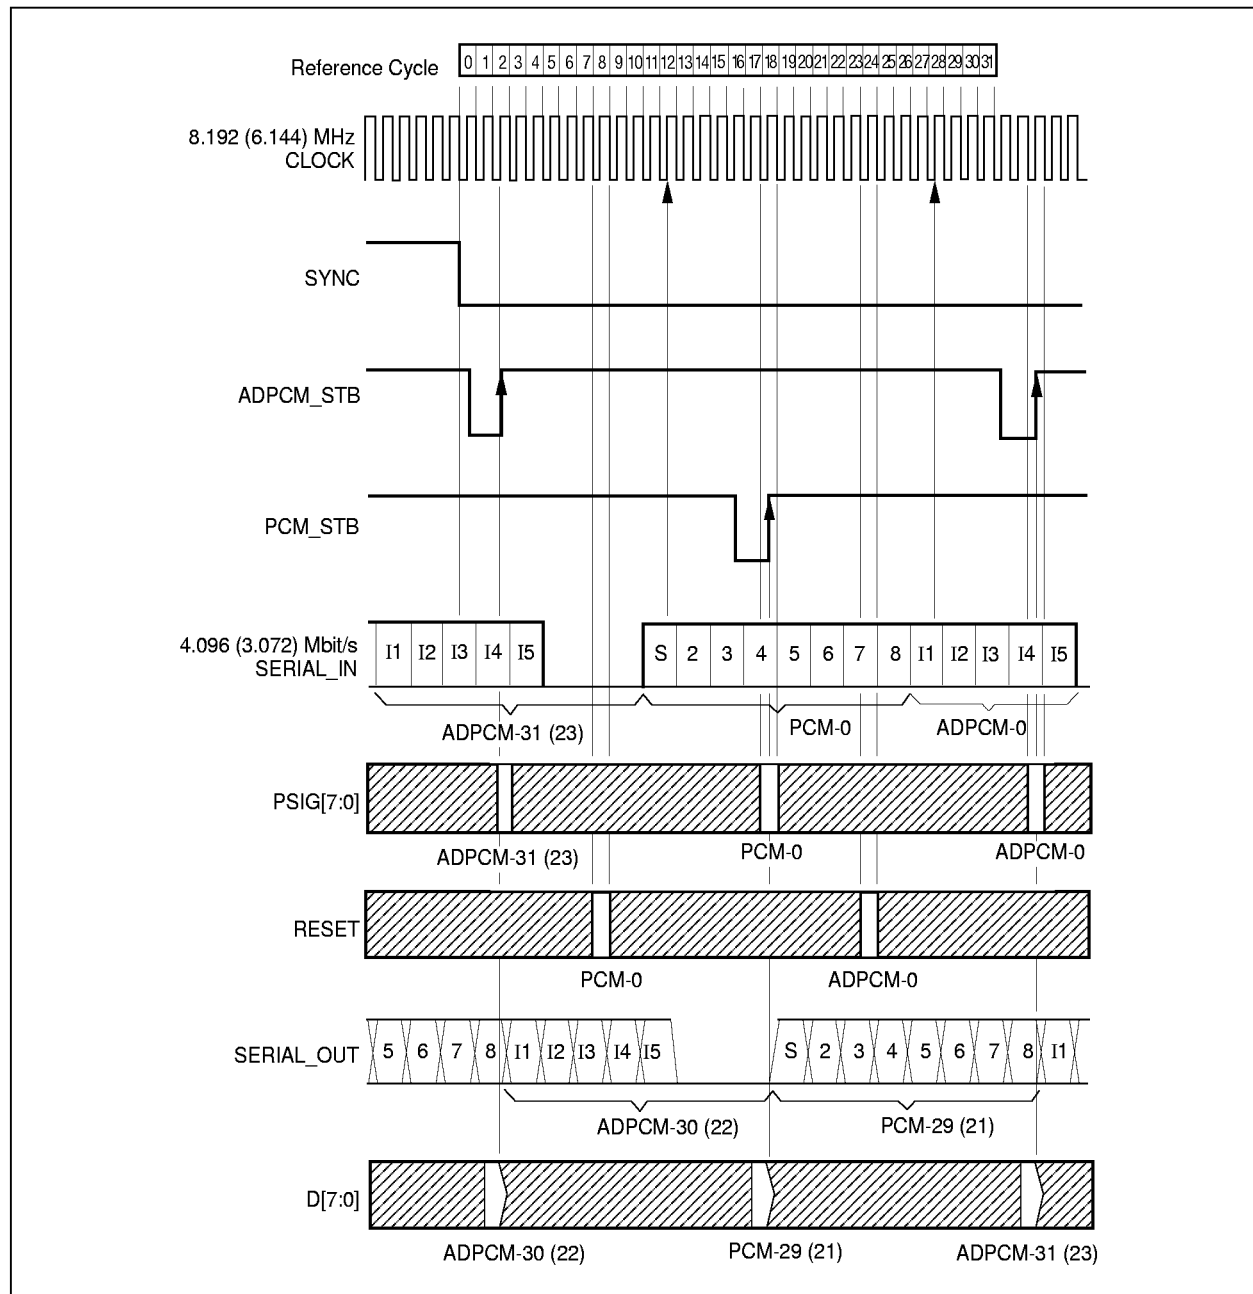 Reference Cycle 0 1 2 3 4 5 6 7 8 9 10 11 12 13 14 15 16 17 18 19 20 21 22 23 24 25 26 27 28 29 30 31
8.192 (6.144) MHz
CLOCK
SYNC
ADPCM_STB
PCM_STB
4.096 (3.072) Mbit/s
SERIAL_IN
I1 I2 I3 I4 I5 S 2 3 4 5 6 7 8 I1 I2 I3 I4 I5
ADPCM-31 (23) PCM-0 ADPCM-0
PSIG[7:0]
ADPCM-31 (23) PCM-0 ADPCM-0
RESET
PCM-0 ADPCM-0
SERIAL_OUT 5 6 7 8 I1 I2 I3 I4 I5 S 2 3 4 5 6 7 8 I1
ADPCM-30 (22) PCM-29 (21)
D[7:0]
ADPCM-30 (22) PCM-29 (21) ADPCM-31 (23)